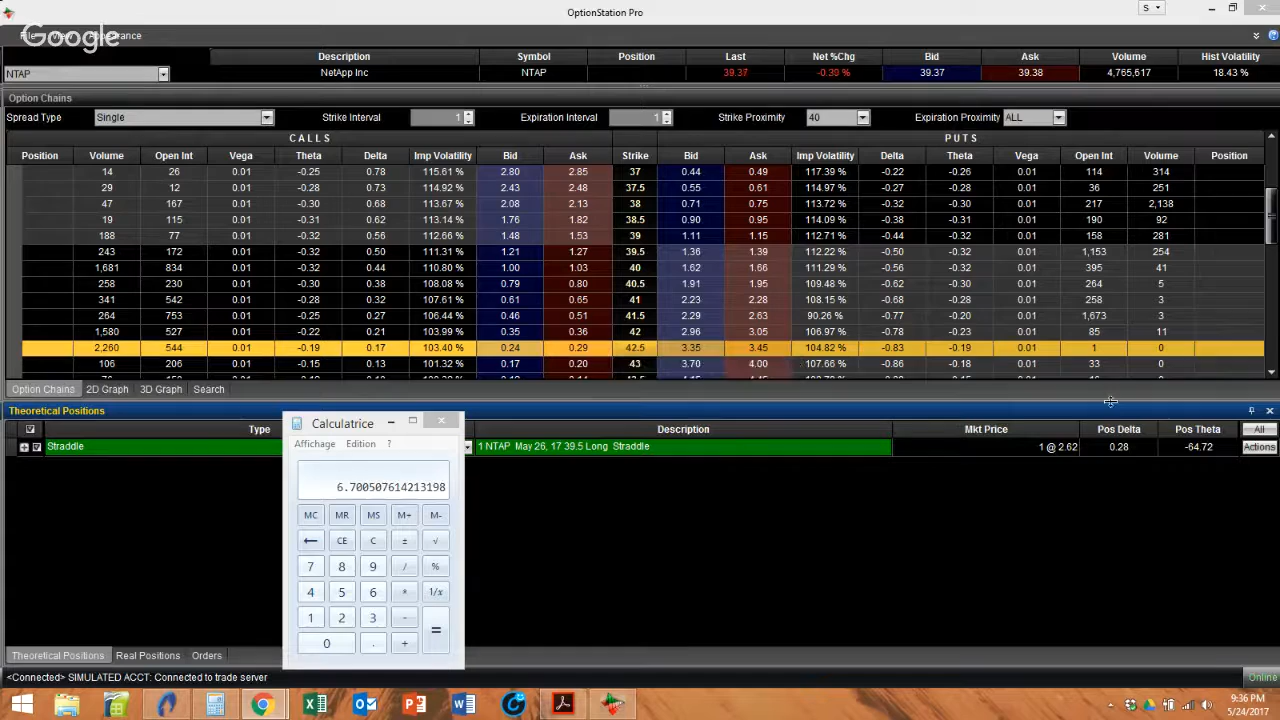 OptionStation Pro
S
File View Appearance
Google
Description Symbol Position Last Net %Chg Bid Ask Volume Hist Volatility
NTAP NetApp Inc NTAP 39.37 -0.30 % 39.37 39.38 4,765,617 18.43 %
Option Chains
Spread Type Single Strike Interval 1 Expiration Interval 1 Strike Proximity 40 Expiration Proximity ALL
CALLS PUTS
Position Volume Open Int Vega Theta Delta Imp Volatility Bid Ask Strike Bid Ask Imp Volatility Delta Theta Vega Open Int Volume Position
14 26 0.01 -0.25 0.78 115.61 % 2.80 2.85 37 0.44 0.49 117.39 % -0.22 -0.26 0.01 114 314
29 12 0.01 -0.28 0.73 114.92 % 2.43 2.48 37.5 0.55 0.61 114.97 % -0.27 -0.28 0.01 36 251
47 167 0.01 -0.30 0.68 113.67 % 2.08 2.13 38 0.71 0.75 113.72 % -0.32 -0.30 0.01 217 2,138
19 115 0.01 -0.31 0.62 113.14 % 1.76 1.82 38.5 0.90 0.95 114.09 % -0.38 -0.31 0.01 190 92
188 77 0.01 -0.32 0.56 112.66 % 1.48 1.53 39 1.11 1.15 112.71 % -0.44 -0.32 0.01 158 281
243 172 0.01 -0.32 0.50 111.31 % 1.21 1.27 39.5 1.36 1.39 112.22 % -0.50 -0.32 0.01 1,153 254
1,681 834 0.01 -0.32 0.44 110.80 % 1.00 1.03 40 1.62 1.66 111.29 % -0.56 -0.32 0.01 395 41
258 230 0.01 -0.30 0.38 108.08 % 0.79 0.80 40.5 1.91 1.95 109.48 % -0.62 -0.30 0.01 264 5
341 542 0.01 -0.28 0.32 107.61 % 0.61 0.65 41 2.23 2.28 108.15 % -0.68 -0.28 0.01 258 3
264 753 0.01 -0.25 0.27 106.44 % 0.46 0.51 41.5 2.29 2.63 90.26 % -0.77 -0.20 0.01 1,673 3
1,580 527 0.01 -0.22 0.21 103.99 % 0.35 0.36 42 2.96 3.05 106.97 % -0.78 -0.23 0.01 85 11
2,260 544 0.01 -0.19 0.17 103.40 % 0.24 0.29 42.5 3.35 3.45 104.82 % -0.83 -0.19 0.01 1 0
106 206 0.01 -0.15 0.13 101.32 % 0.17 0.20 43 3.70 4.00 107.66 % -0.86 -0.18 0.01 33 0
Option Chains 2D Graph 3D Graph Search
Theoretical Positions
Type Description Mkt Price Pos Delta Pos Theta All
Straddle 1 NTAP May 26, 17 39.5 Long Straddle 1 @ 2.62 0.28 -64.72 Actions
Calculatrice
Affichage Edition ?
6.700507614213198
MC MR MS M+ M-
← CE C ± √
7 8 9 / %
4 5 6 * 1/x
1 2 3 - =
0 . +
Theoretical Positions Real Positions Orders
<Connected> SIMULATED ACCT: Connected to trade server Online
9:36 PM
5/24/2017